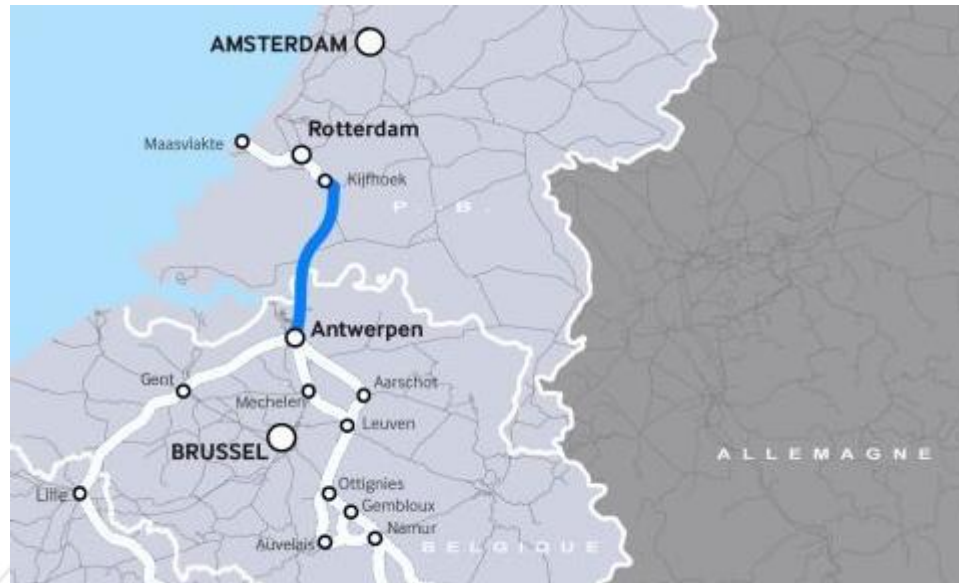 AMSTERDAM
Rotterdam
Maasvlakte
Kijfhoek
P. B.
Antwerpen
Gent
Mechelen
Aarschot
Leuven
BRUSSEL
ALLEMAGNE
Lille
Ottignies
Gembloux
Namur
Auvelais
BELGIQUE